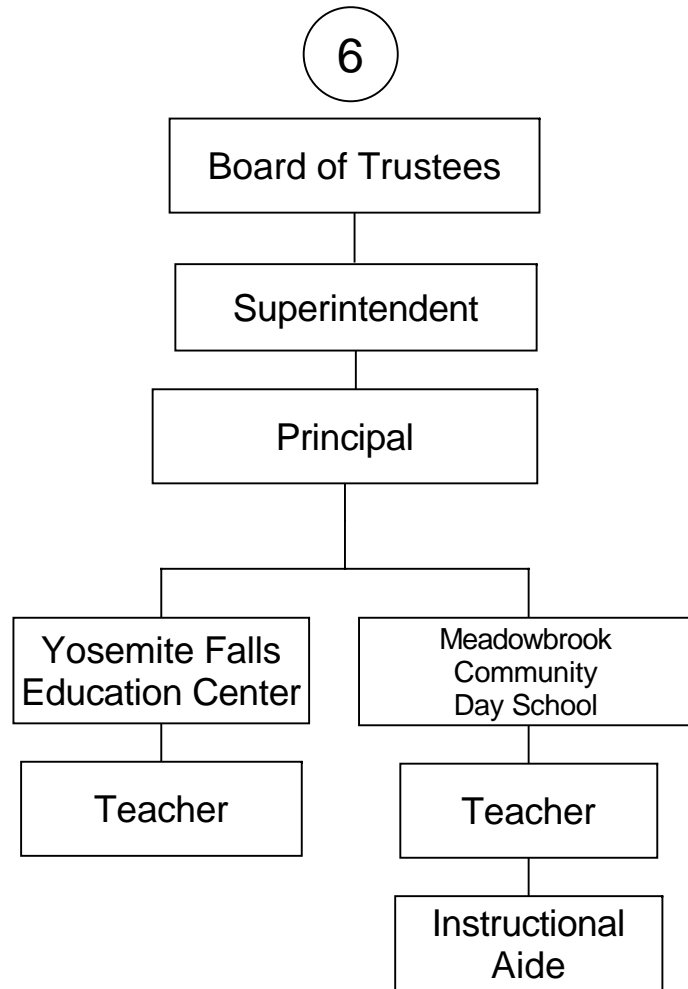 6
Board of Trustees
Superintendent
Principal
Yosemite Falls
Education Center
Meadowbrook
Community
Day School
Teacher
Teacher
Instructional
Aide